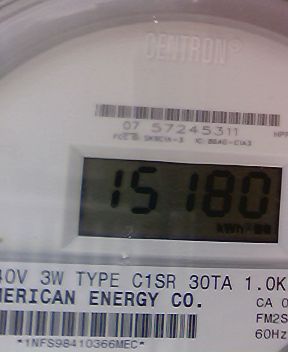 CENTRON®
07 57245311
15180
kWh
40V 3W TYPE C1SR 30TA 1.0K
MERICAN ENERGY CO.
CA 0
FM2S
60Hz
*1NFS98410366MEC*